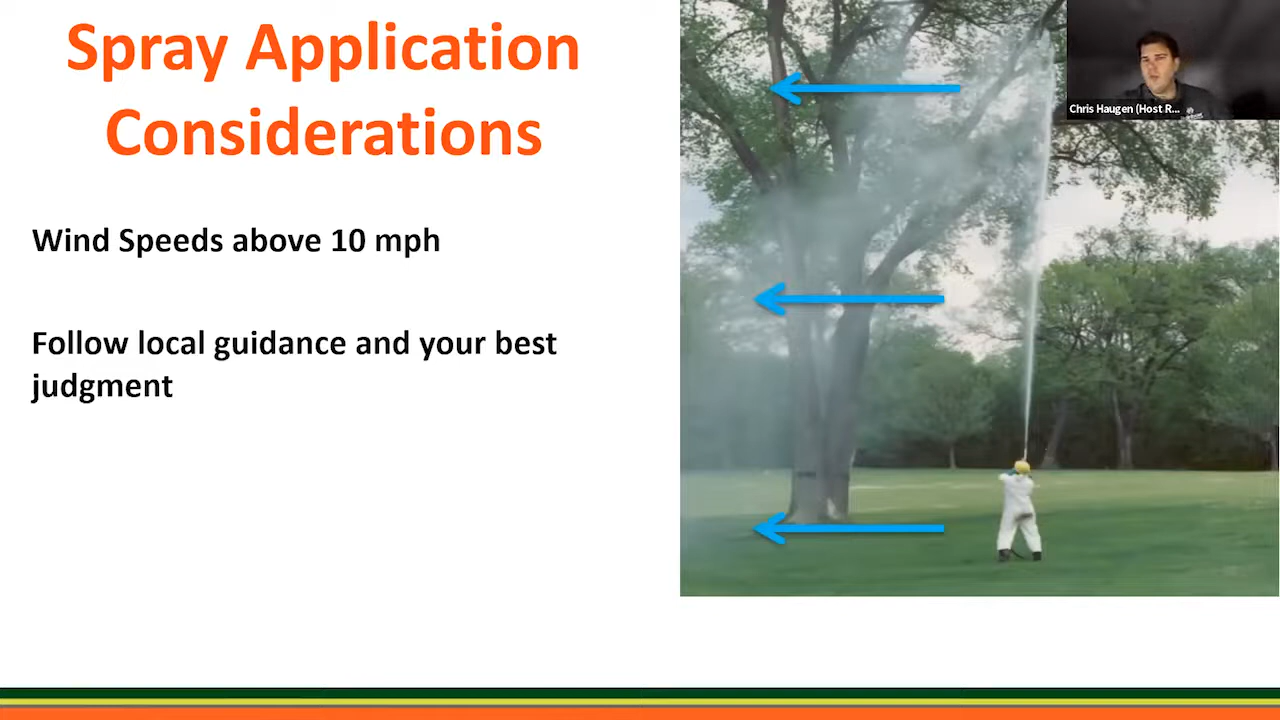 Spray Application
Considerations
Chris Haugen (Host R...
Wind Speeds above 10 mph
Follow local guidance and your best
judgment